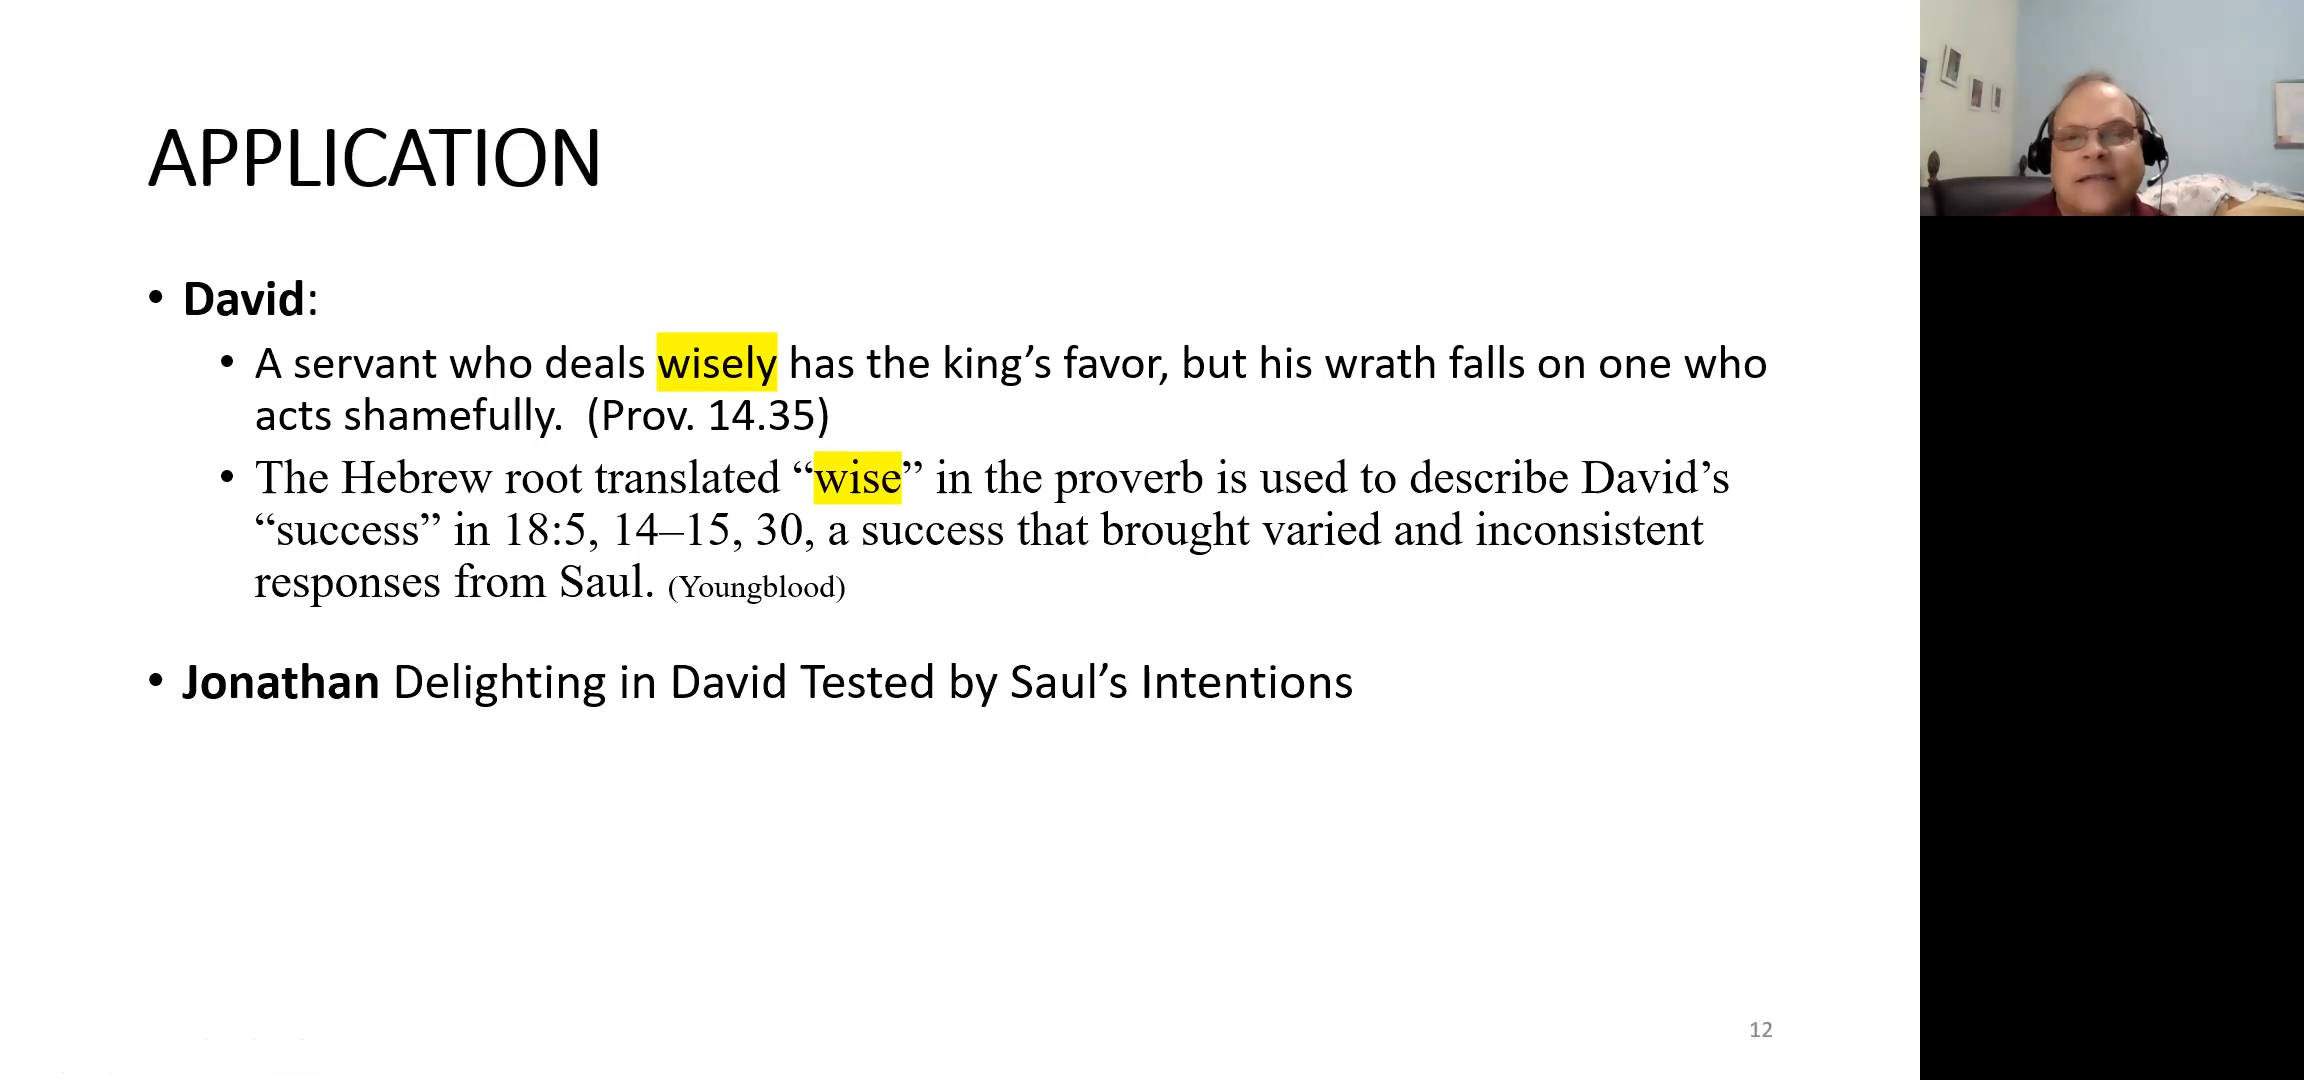 APPLICATION
• David:
• A servant who deals wisely has the king’s favor, but his wrath falls on one who
acts shamefully.  (Prov. 14.35)
• The Hebrew root translated “wise” in the proverb is used to describe David’s
“success” in 18:5, 14–15, 30, a success that brought varied and inconsistent
responses from Saul. (Youngblood)
• Jonathan Delighting in David Tested by Saul’s Intentions
12